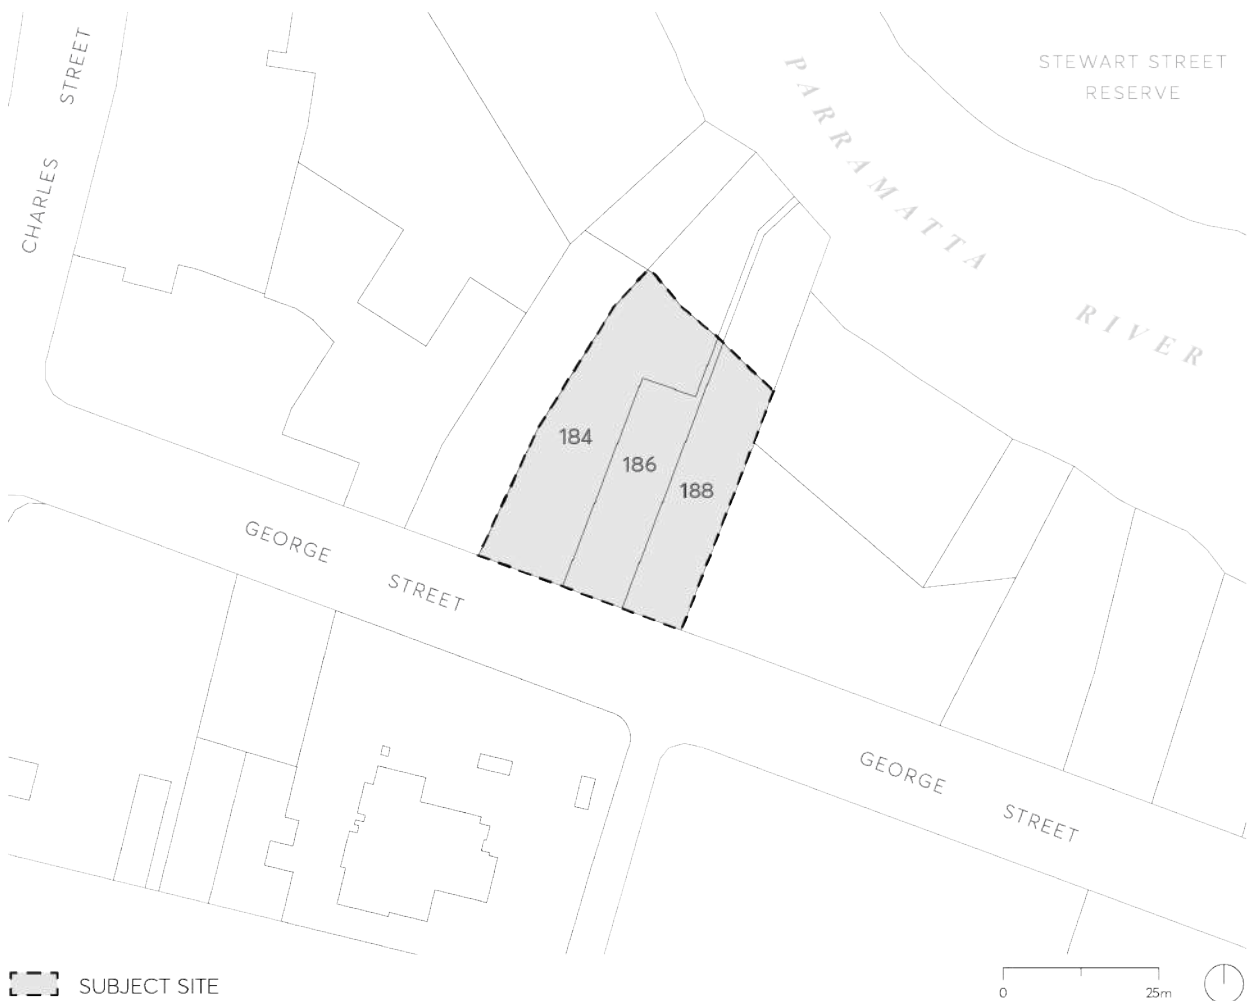 STEWART STREET
RESERVE
PARRAMATTA RIVER
CHARLES STREET
184
186
188
GEORGE STREET
GEORGE STREET
SUBJECT SITE
0 25m